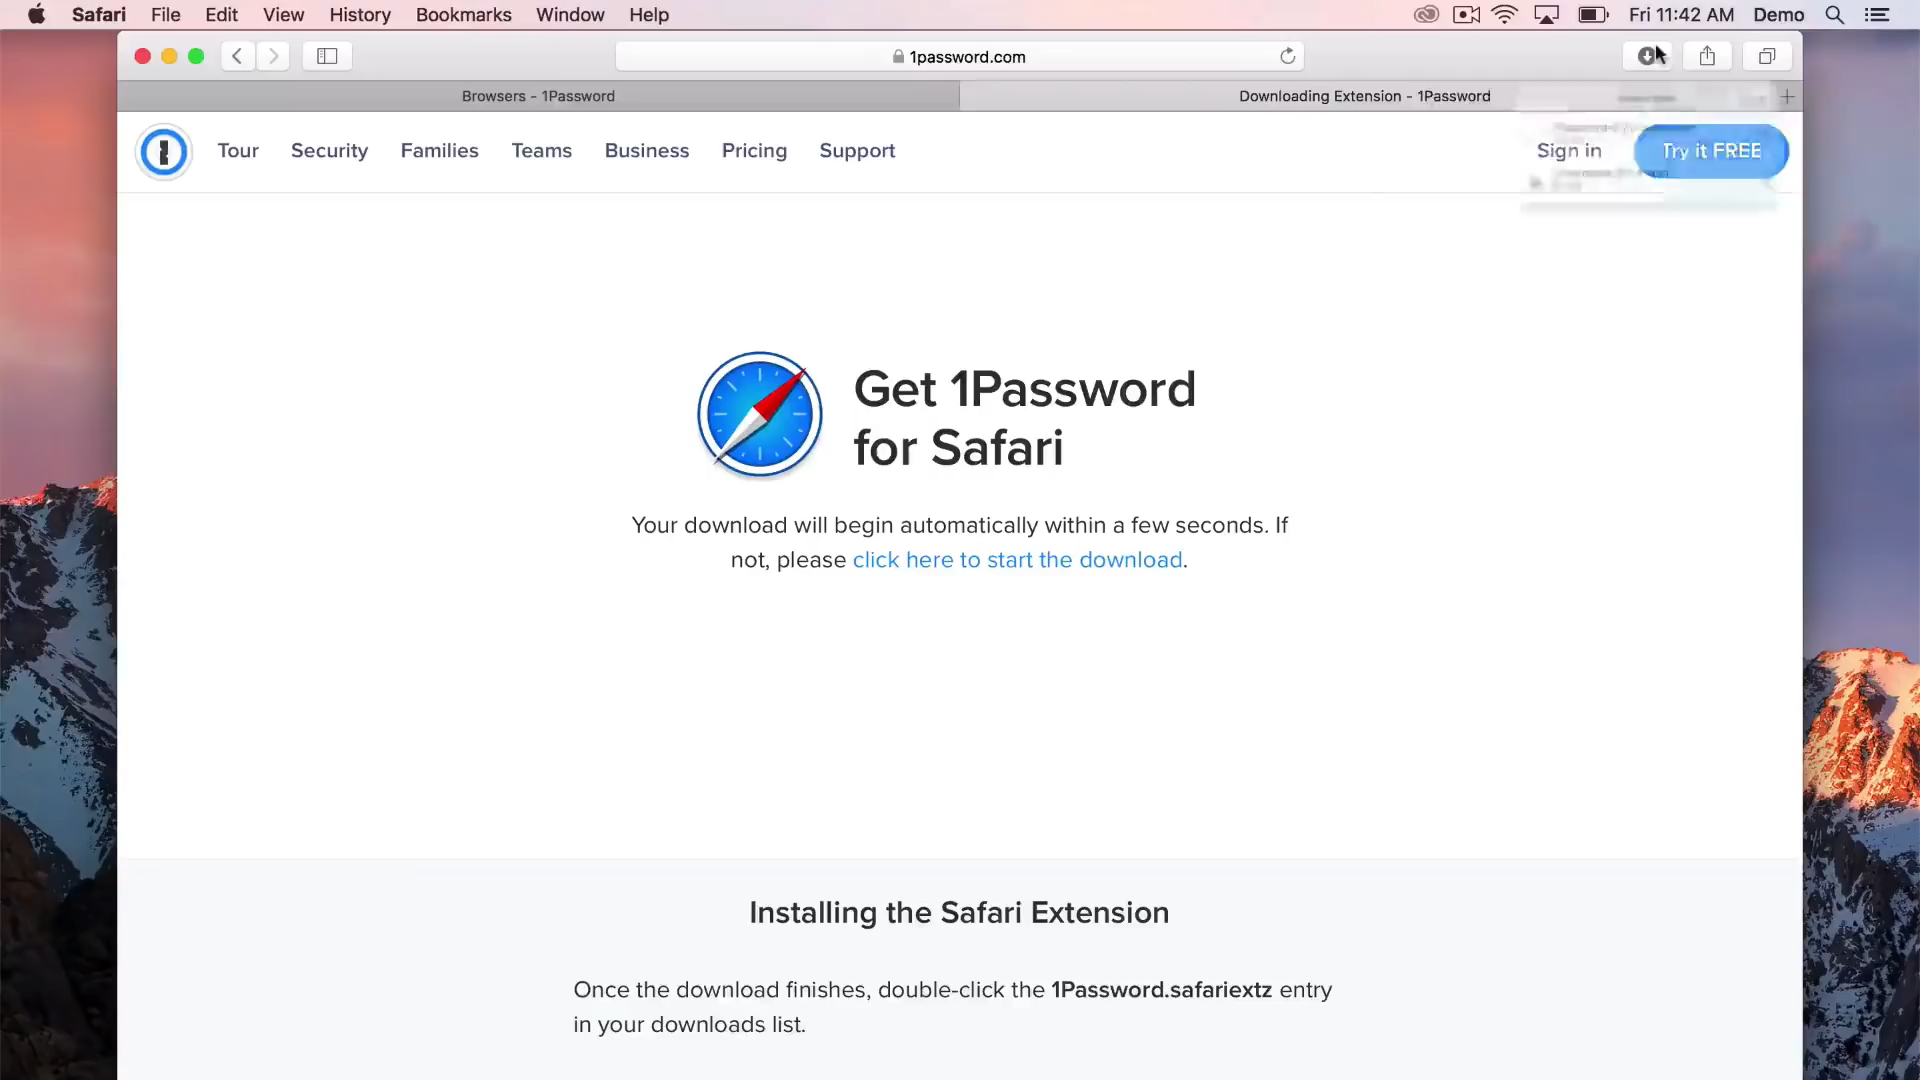 Safari File Edit View History Bookmarks Window Help Fri 11:42 AM Demo
1password.com
Browsers - 1Password Downloading Extension - 1Password
Tour Security Families Teams Business Pricing Support Sign in Try it FREE
Get 1Password
for Safari
Your download will begin automatically within a few seconds. If
not, please click here to start the download.
Installing the Safari Extension
Once the download finishes, double-click the 1Password.safariextz entry
in your downloads list.